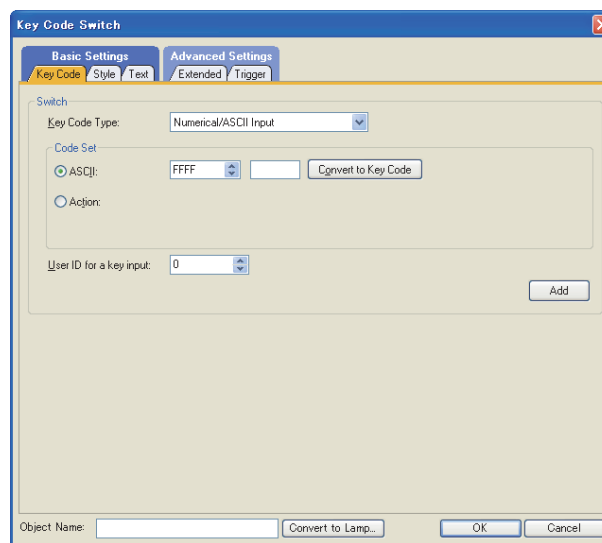 Key Code Switch
Basic Settings Advanced Settings
Key Code Style Text Extended Trigger
Switch
Key Code Type: Numerical/ASCII Input
Code Set
ASCII: FFFF Convert to Key Code
Action:
User ID for a key input: 0
Add
Object Name: Convert to Lamp... OK Cancel